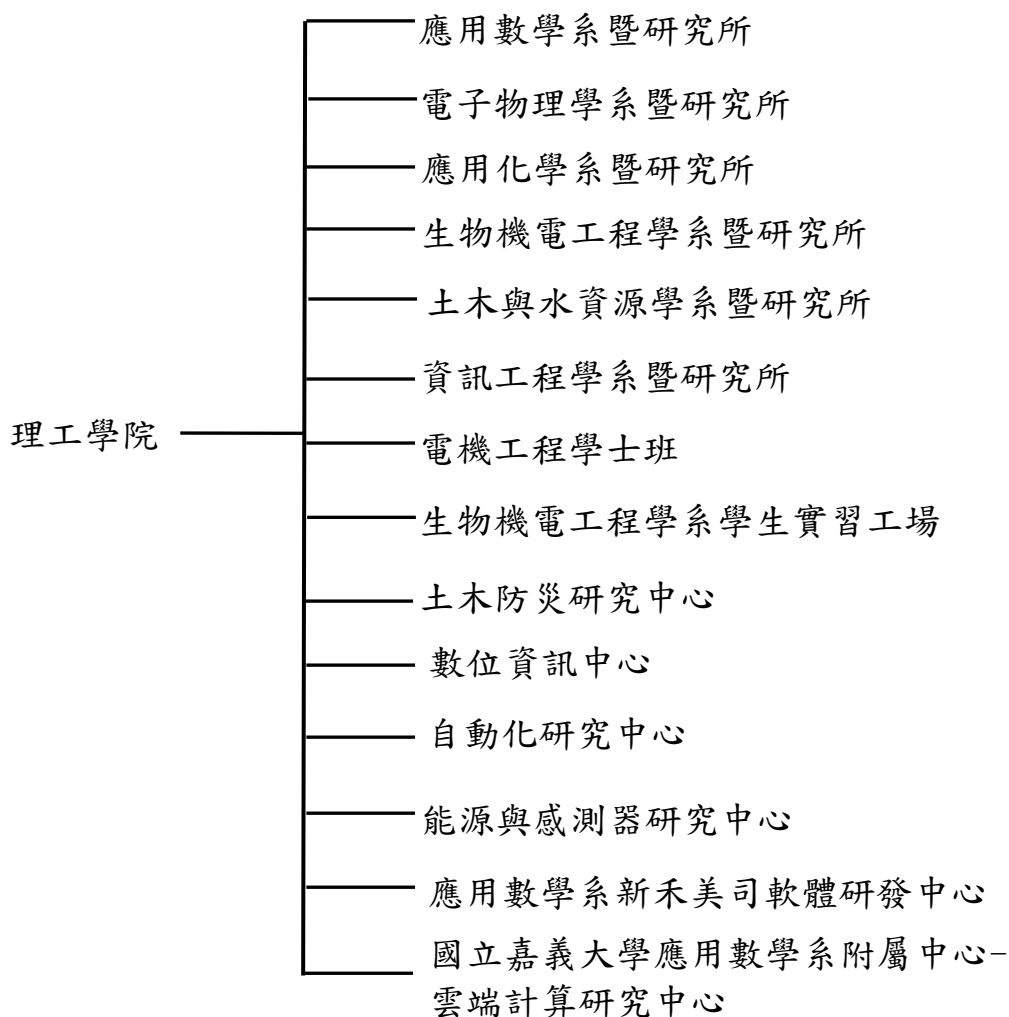 應用數學系暨研究所
電子物理學系暨研究所
應用化學系暨研究所
生物機電工程學系暨研究所
土木與水資源學系暨研究所
資訊工程學系暨研究所
理工學院
電機工程學士班
生物機電工程學系學生實習工場
土木防災研究中心
數位資訊中心
自動化研究中心
能源與感測器研究中心
應用數學系新禾美司軟體研發中心
國立嘉義大學應用數學系附屬中心-
雲端計算研究中心